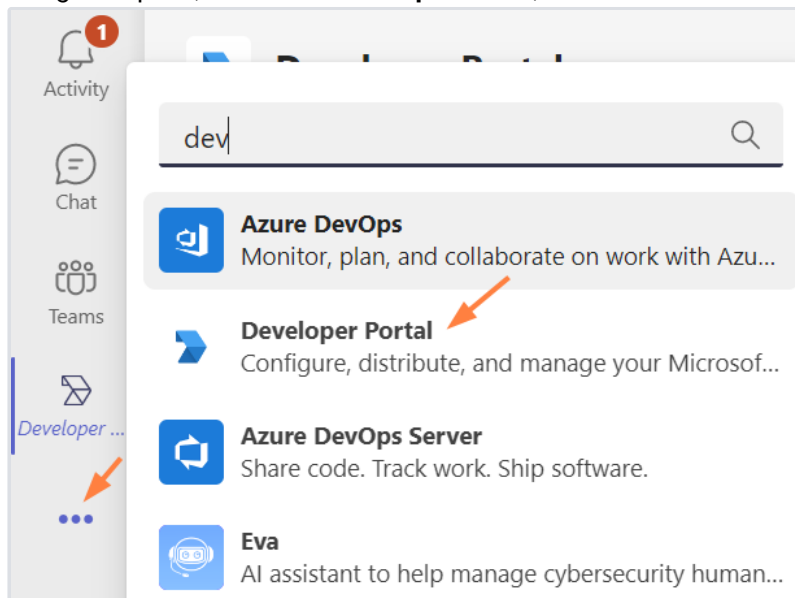 1
Activity
dev
Chat
Azure DevOps
Monitor, plan, and collaborate on work with Azu...
Teams
Developer Portal
Configure, distribute, and manage your Microsof...
Developer ...
Azure DevOps Server
Share code. Track work. Ship software.
Eva
AI assistant to help manage cybersecurity human...